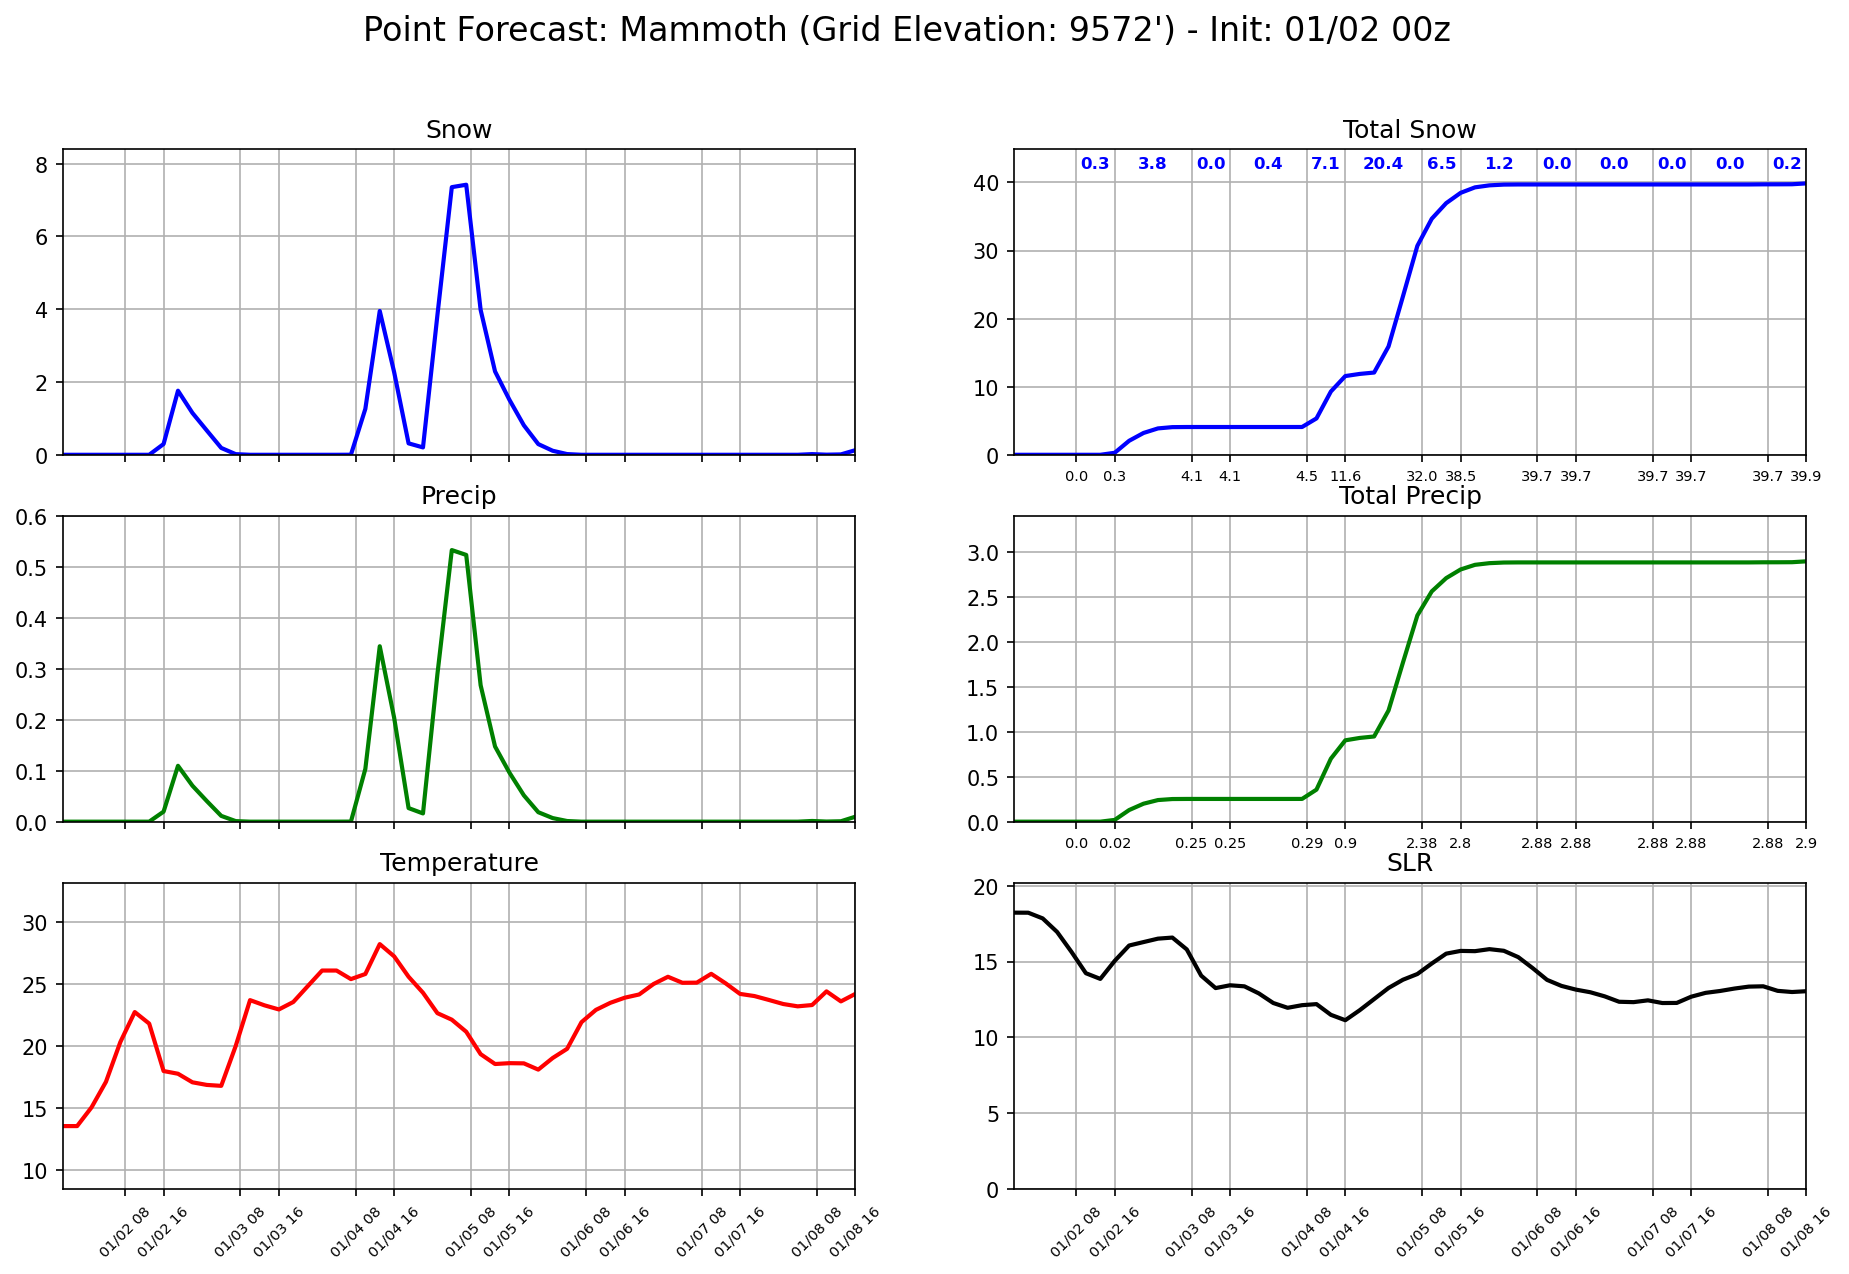 Point Forecast: Mammoth (Grid Elevation: 9572') - Init: 01/02 00z
Snow
8
6
4
2
0
Total Snow
0.3 3.8 0.0 0.4 7.1 20.4 6.5 1.2 0.0 0.0 0.0 0.0 0.2
40
30
20
10
0
0.0 0.3 4.1 4.1 4.5 11.6 32.0 38.5 39.7 39.7 39.7 39.7 39.7 39.9
Precip
0.6
0.5
0.4
0.3
0.2
0.1
0.0
Total Precip
3.0
2.5
2.0
1.5
1.0
0.5
0.0
0.0 0.02 0.25 0.25 0.29 0.9 2.38 2.8 2.88 2.88 2.88 2.88 2.88 2.9
Temperature
30
25
20
15
10
01/02 08 01/02 16 01/03 08 01/03 16 01/04 08 01/04 16 01/05 08 01/05 16 01/06 08 01/06 16 01/07 08 01/07 16 01/08 08 01/08 16
SLR
20
15
10
5
0
01/02 08 01/02 16 01/03 08 01/03 16 01/04 08 01/04 16 01/05 08 01/05 16 01/06 08 01/06 16 01/07 08 01/07 16 01/08 08 01/08 16